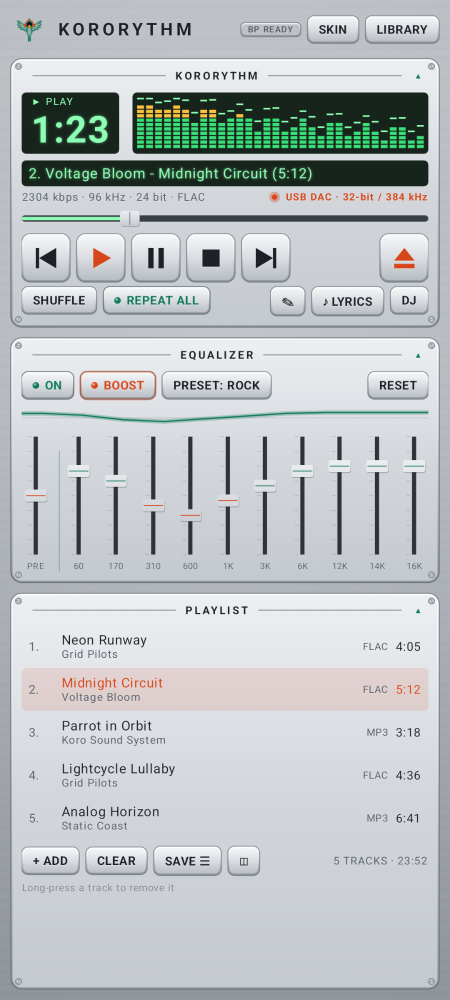 KORORYTHM
BP READY
SKIN
LIBRARY
KORORYTHM
▲
► PLAY
1:23
2. Voltage Bloom - Midnight Circuit (5:12)
2304 kbps · 96 kHz · 24 bit · FLAC
USB DAC · 32-bit / 384 kHz
SHUFFLE
REPEAT ALL
✎
♪ LYRICS
DJ
EQUALIZER
▲
ON
BOOST
PRESET: ROCK
RESET
PRE 60 170 310 600 1K 3K 6K 12K 14K 16K
PLAYLIST
▲
1. Neon Runway FLAC 4:05
Grid Pilots
2. Midnight Circuit FLAC 5:12
Voltage Bloom
3. Parrot in Orbit MP3 3:18
Koro Sound System
4. Lightcycle Lullaby FLAC 4:36
Grid Pilots
5. Analog Horizon MP3 6:41
Static Coast
+ ADD
CLEAR
SAVE ☰
5 TRACKS · 23:52
Long-press a track to remove it